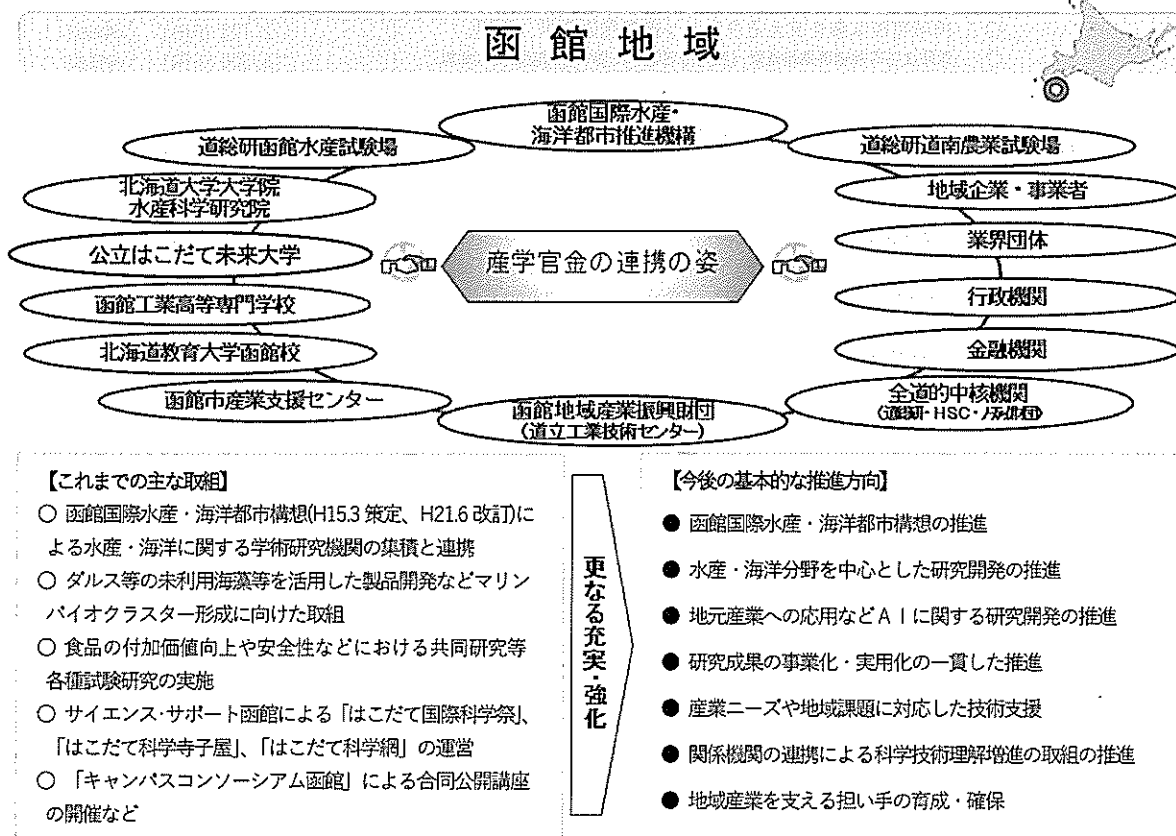 函館地域
函館国際水産・
海洋都市推進機構
道総研函館水産試験場
道総研道南農業試験場
北海道大学大学院
水産科学研究院
地域企業・事業者
公立はこだて未来大学
産学官金の連携の姿
業界団体
函館工業高等専門学校
行政機関
北海道教育大学函館校
金融機関
函館市産業支援センター
函館地域産業振興財団
(道立工業技術センター)
全道的中核機関
(道総研・HSC・ノーステック財団)
【これまでの主な取組】
○ 函館国際水産・海洋都市構想(H15.3 策定、H21.6 改訂)に
よる水産・海洋に関する学術研究機関の集積と連携
○ ダルス等の未利用海藻等を活用した製品開発などマリン
バイオクラスター形成に向けた取組
○ 食品の付加価値向上や安全性などにおける共同研究等
各種試験研究の実施
○ サイエンス・サポート函館による「はこだて国際科学祭」、
「はこだて科学寺子屋」、「はこだて科学網」の運営
○ 「キャンパスコンソーシアム函館」による合同公開講座
の開催など
更なる充実・強化
【今後の基本的な推進方向】
● 函館国際水産・海洋都市構想の推進
● 水産・海洋分野を中心とした研究開発の推進
● 地元産業への応用などAIに関する研究開発の推進
● 研究成果の事業化・実用化の一貫した推進
● 産業ニーズや地域課題に対応した技術支援
● 関係機関の連携による科学技術理解増進の取組の推進
● 地域産業を支える担い手の育成・確保